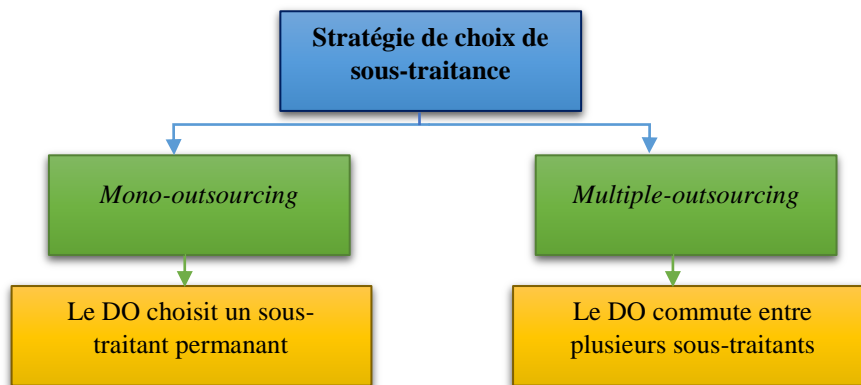 Stratégie de choix de
sous-traitance
Mono-outsourcing
Multiple-outsourcing
Le DO choisit un sous-
traitant permanant
Le DO commute entre
plusieurs sous-traitants